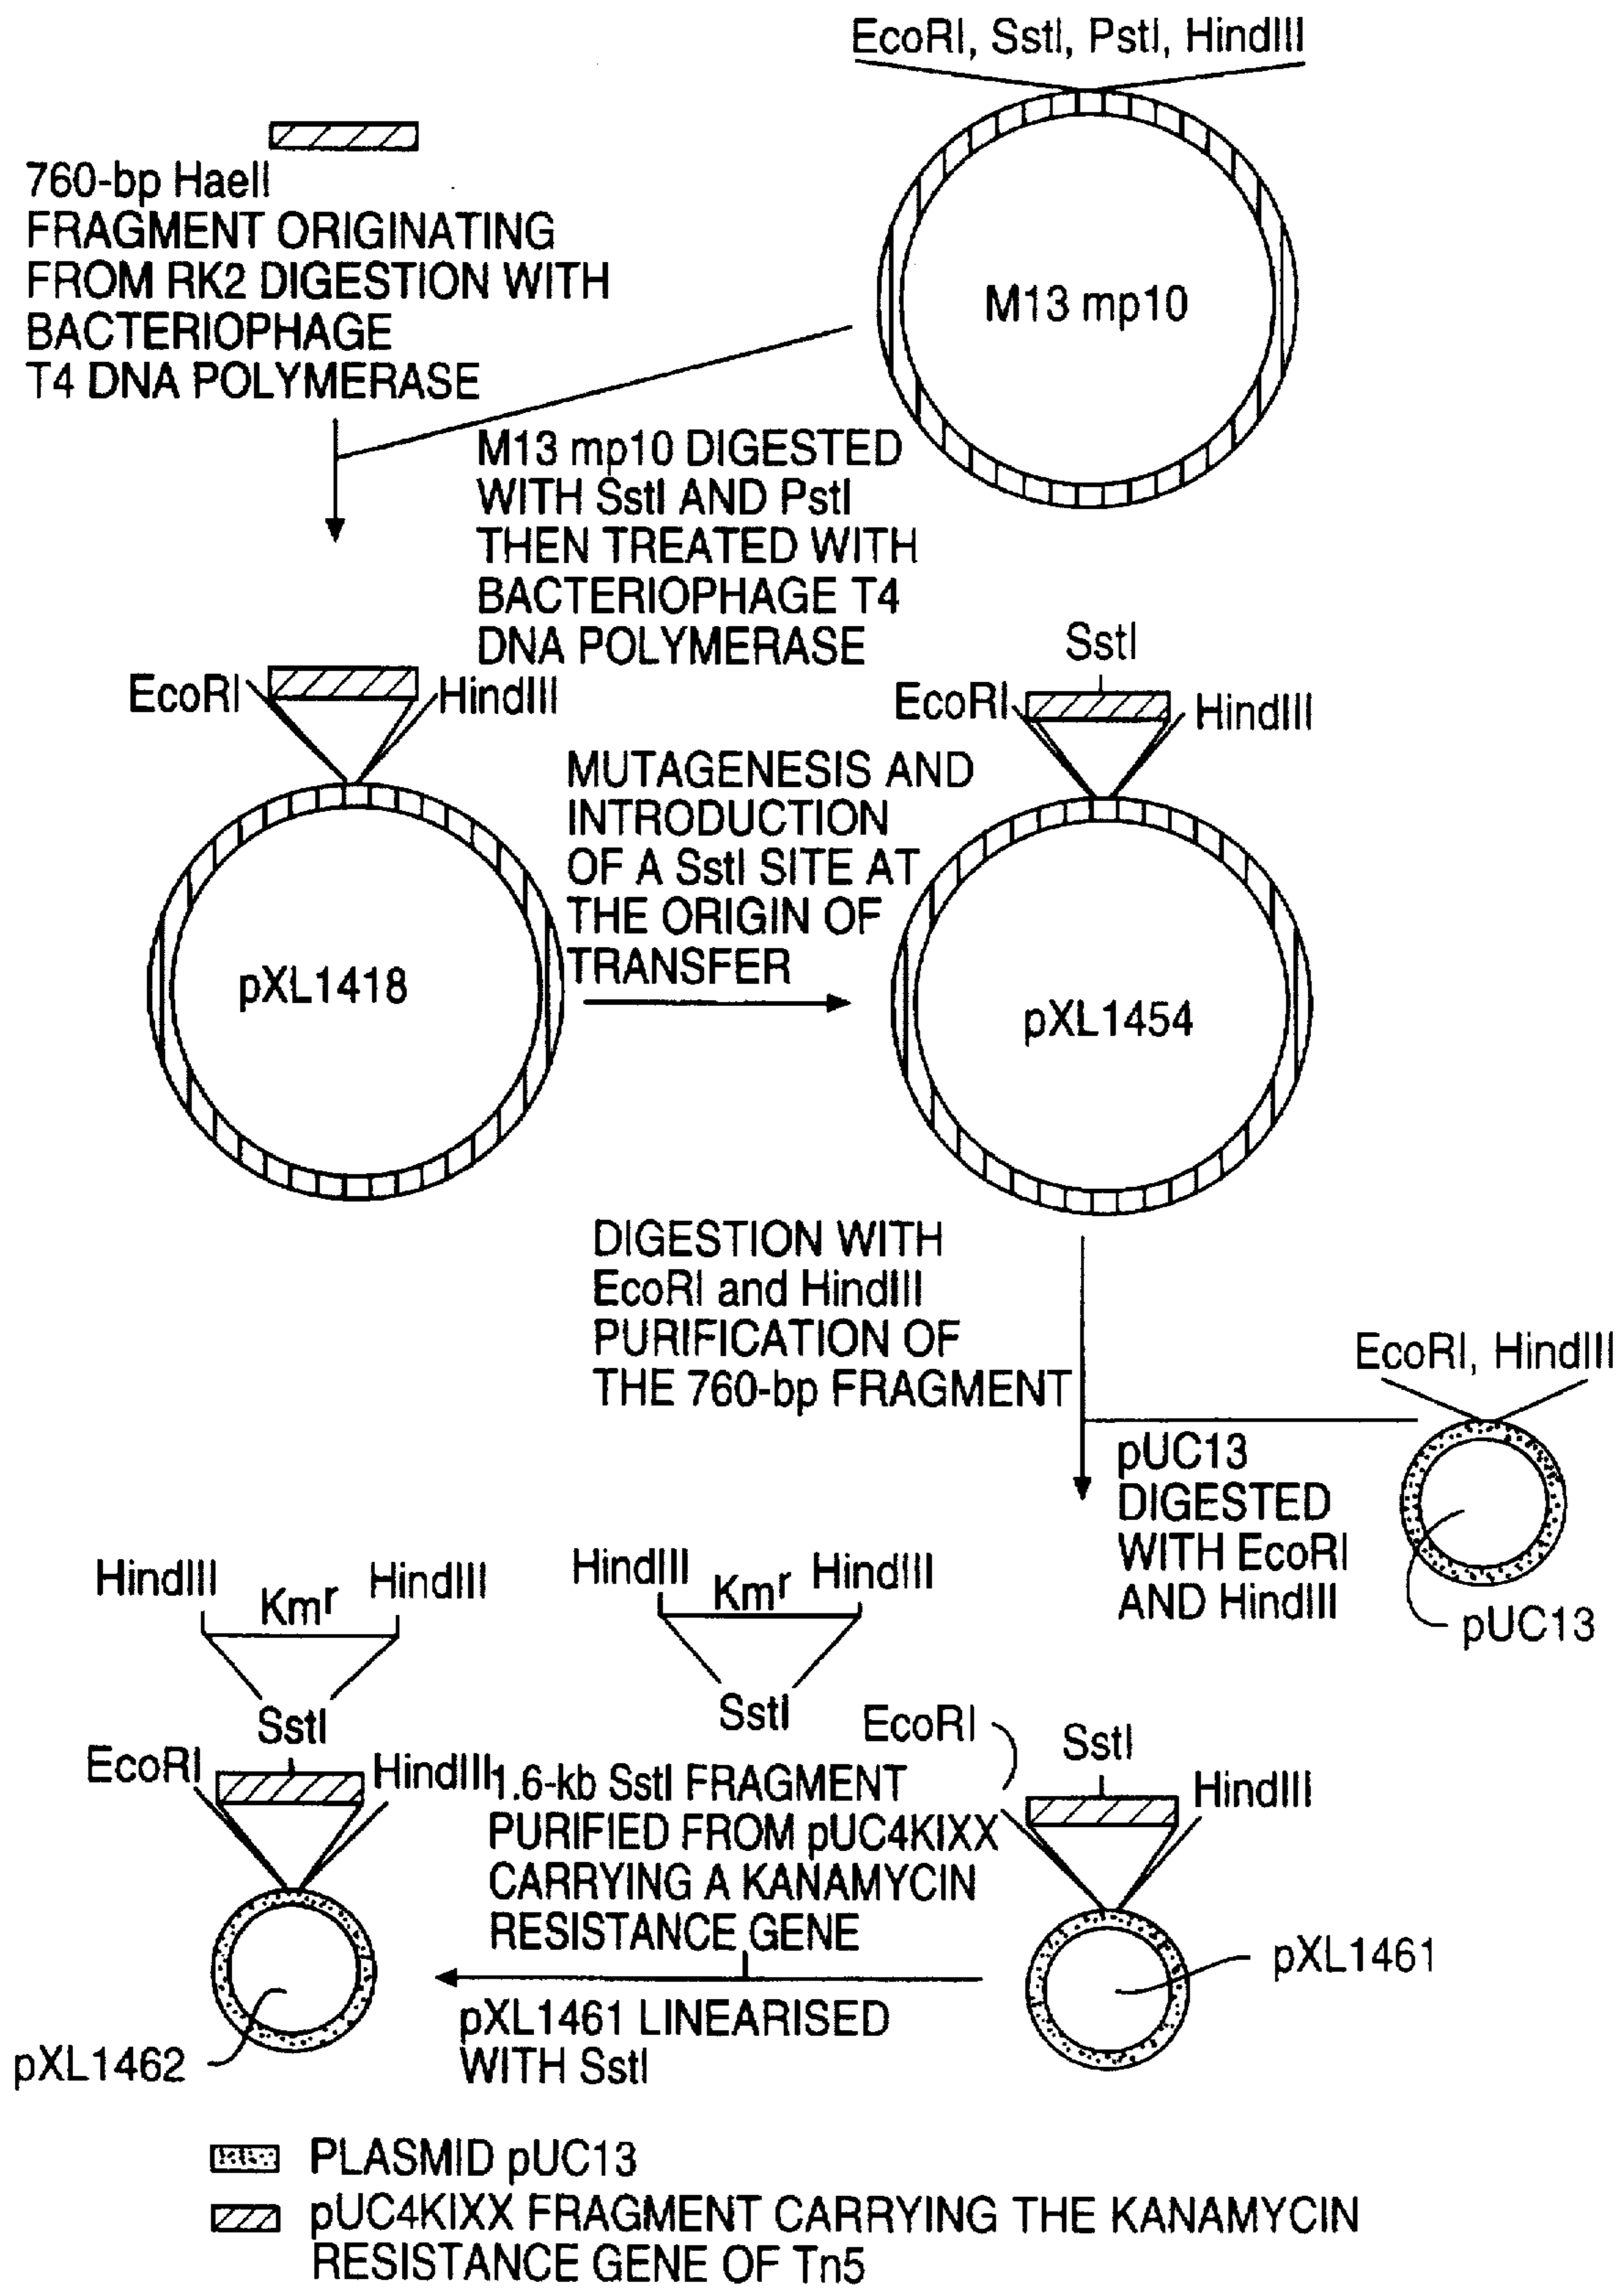 EcoRI, SstI, PstI, HindIII
760-bp HaeII
FRAGMENT ORIGINATING
FROM RK2 DIGESTION WITH
BACTERIOPHAGE
T4 DNA POLYMERASE
M13 mp10
M13 mp10 DIGESTED
WITH SstI AND PstI
THEN TREATED WITH
BACTERIOPHAGE T4
DNA POLYMERASE
EcoRI
HindIII
pXL1418
MUTAGENESIS AND
INTRODUCTION
OF A SstI SITE AT
THE ORIGIN OF
TRANSFER
SstI
EcoRI
HindIII
pXL1454
DIGESTION WITH
EcoRI and HindIII
PURIFICATION OF
THE 760-bp FRAGMENT
EcoRI, HindIII
pUC13
DIGESTED
WITH EcoRI
AND HindIII
pUC13
HindIII Kmr HindIII
SstI
EcoRI
HindIII
pXL1462
HindIII Kmr HindIII
SstI
1.6-kb SstI FRAGMENT
PURIFIED FROM pUC4KIXX
CARRYING A KANAMYCIN
RESISTANCE GENE
pXL1461 LINEARISED
WITH SstI
EcoRI
SstI
HindIII
pXL1461
PLASMID pUC13
pUC4KIXX FRAGMENT CARRYING THE KANAMYCIN
RESISTANCE GENE OF Tn5